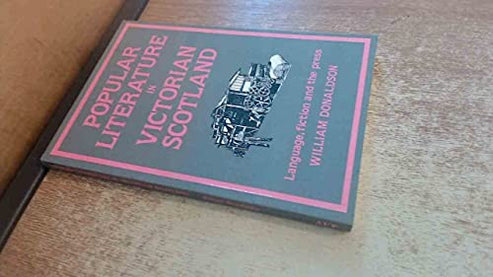 POPULAR
LITERATURE
IN
VICTORIAN
SCOTLAND
Language, fiction and the press
WILLIAM DONALDSON